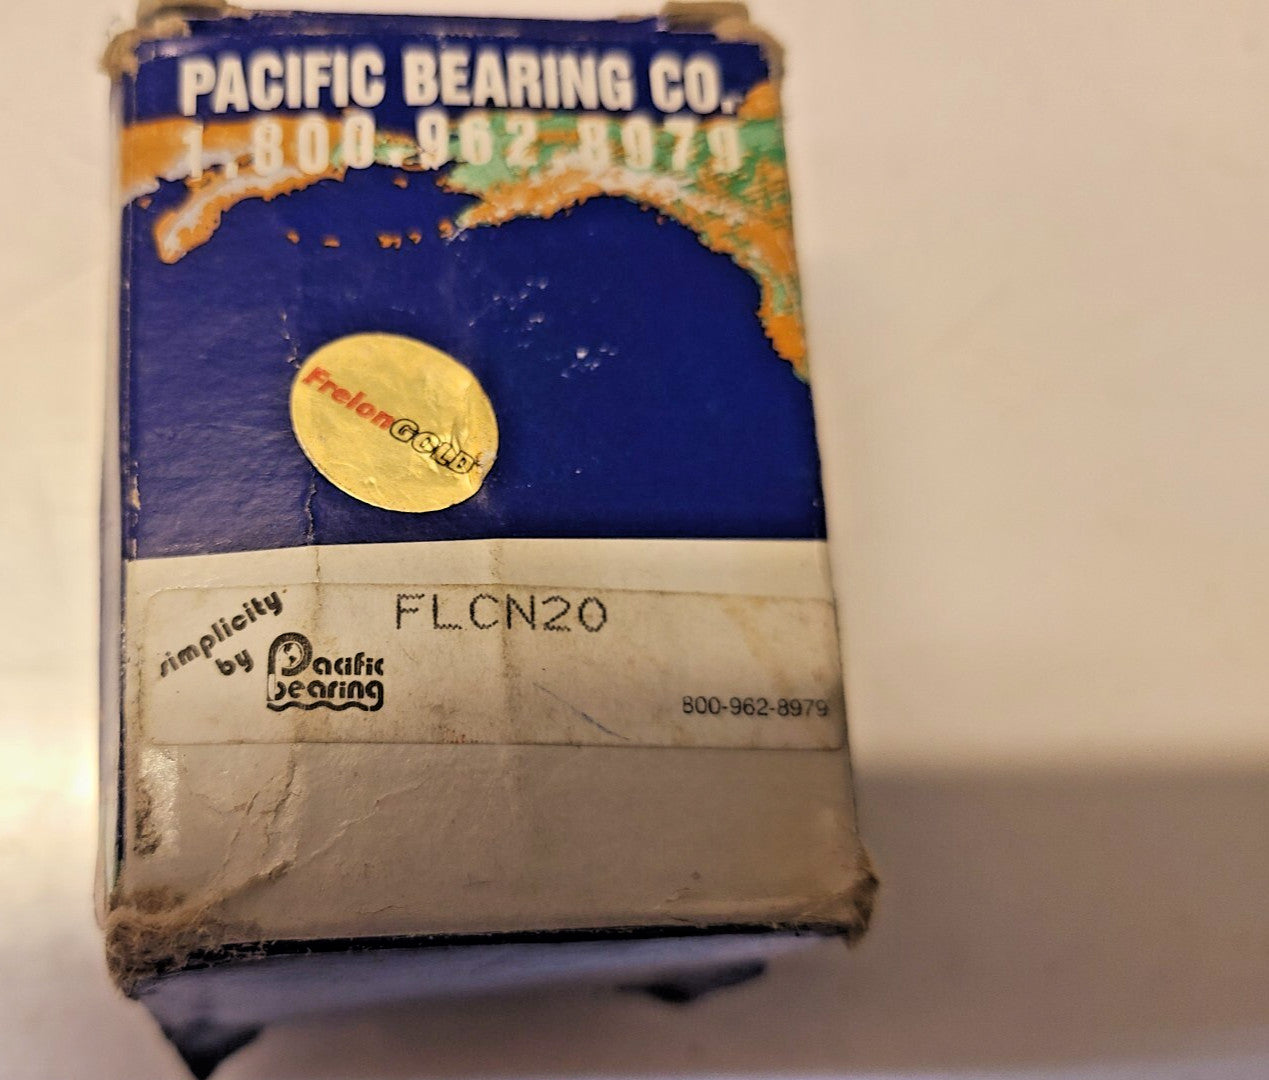 PACIFIC BEARING CO.
1.800.962.8979
FrelonGOLD
simplicity
by
Pacific
bearing
FLCN20
800-962-8979